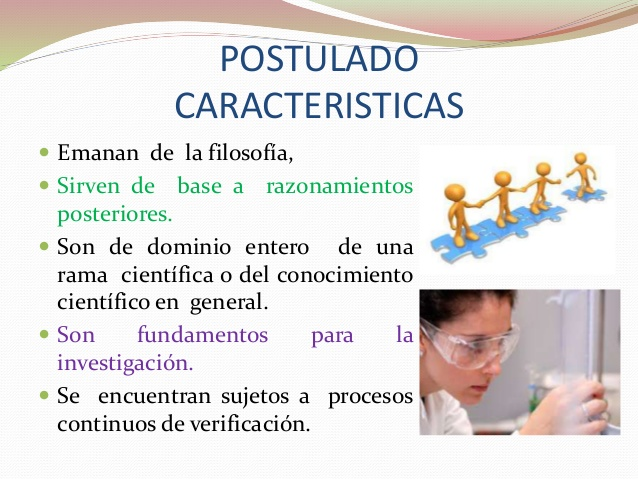 POSTULADO
CARACTERISTICAS
Emanan de la filosofía,
Sirven de base a razonamientos
posteriores.
Son de dominio entero de una
rama científica o del conocimiento
científico en general.
Son fundamentos para la
investigación.
Se encuentran sujetos a procesos
continuos de verificación.